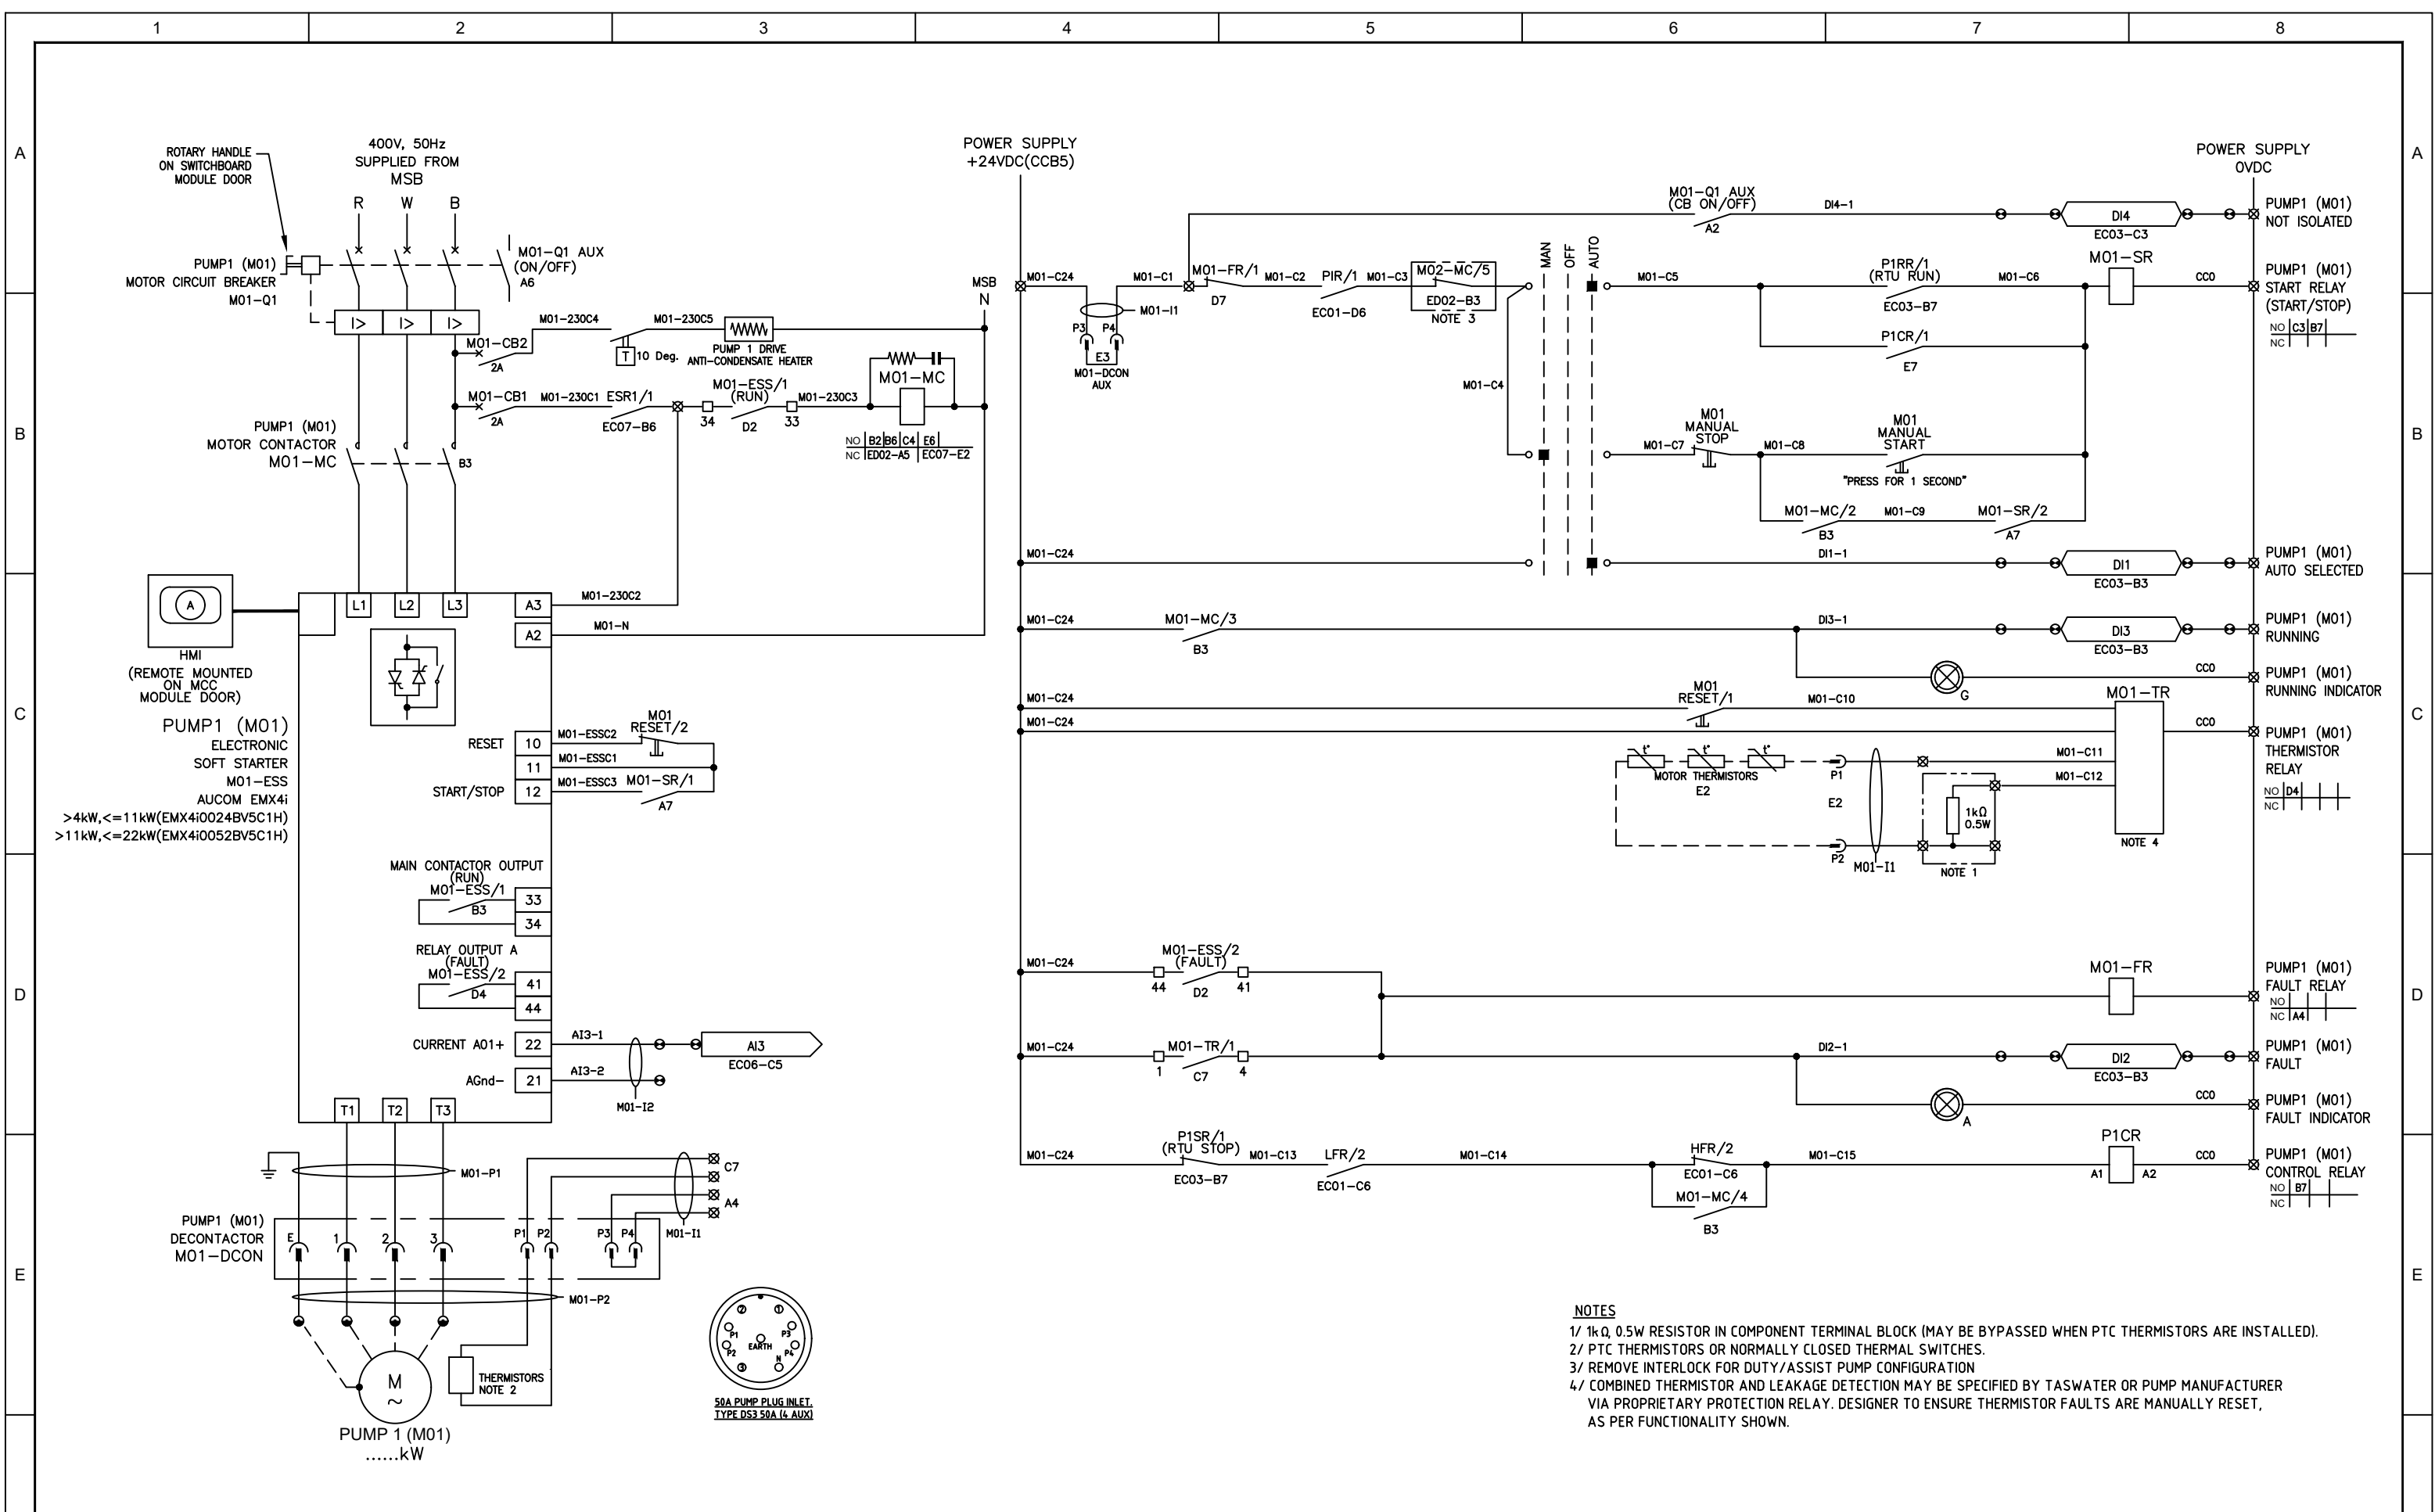 1 2 3 4 5 6 7 8
A
A
B
B
C
C
D
D
E
E
ROTARY HANDLE
ON SWITCHBOARD
MODULE DOOR
400V, 50Hz
SUPPLIED FROM
MSB
R W B
PUMP1 (M01)
MOTOR CIRCUIT BREAKER
M01-Q1
M01-Q1 AUX
(ON/OFF)
A6
I> I> I>
M01-CB2
2A
M01-230C4
T 10 Deg.
M01-230C5
PUMP 1 DRIVE
ANTI-CONDENSATE HEATER
MSB
N
M01-CB1
2A
M01-230C1
ESR1/1
EC07-B6
34
M01-ESS/1
(RUN)
D2
33
M01-230C3
M01-MC
NO B2 B6 C4 E6
NC ED02-A5 EC07-E2
PUMP1 (M01)
MOTOR CONTACTOR
M01-MC
B3
A
HMI
(REMOTE MOUNTED
ON MCC
MODULE DOOR)
L1 L2 L3
A3
M01-230C2
A2
M01-N
PUMP1 (M01)
ELECTRONIC
SOFT STARTER
M01-ESS
AUCOM EMX4i
>4kW,<=11kW(EMX4i0024BV5C1H)
>11kW,<=22kW(EMX4i0052BV5C1H)
RESET
10
M01-ESSC2
M01
RESET/2
11
M01-ESSC1
START/STOP
12
M01-ESSC3
M01-SR/1
A7
MAIN CONTACTOR OUTPUT
(RUN)
M01-ESS/1
B3
33
34
RELAY OUTPUT A
(FAULT)
M01-ESS/2
D4
41
44
CURRENT A01+
22
AI3-1
AI3
EC06-C5
AGnd-
21
AI3-2
M01-I2
T1 T2 T3
M01-P1
C7
A4
M01-I1
PUMP1 (M01)
DECONTACTOR
M01-DCON
E 1 2 3 P1 P2 P3 P4
M01-P2
M
~
THERMISTORS
NOTE 2
PUMP 1 (M01)
......kW
2 1
P1 P3
EARTH
P2 P4
3 N
50A PUMP PLUG INLET.
TYPE DS3 50A (4 AUX)
POWER SUPPLY
+24VDC(CCB5)
POWER SUPPLY
0VDC
M01-Q1 AUX
(CB ON/OFF)
A2
DI4-1
DI4
EC03-C3
PUMP1 (M01)
NOT ISOLATED
M01-C24
P3 P4
E3
M01-DCON
AUX
M01-I1
M01-C1
M01-FR/1
D7
M01-C2
PIR/1
EC01-D6
M01-C3
M02-MC/5
ED02-B3
NOTE 3
MAN
OFF
AUTO
M01-C5
P1RR/1
(RTU RUN)
EC03-B7
M01-C6
M01-SR
CC0
PUMP1 (M01)
START RELAY
(START/STOP)
NO C3 B7
NC
P1CR/1
E7
M01-C4
M01-C7
M01
MANUAL
STOP
M01-C8
M01
MANUAL
START
"PRESS FOR 1 SECOND"
M01-MC/2
B3
M01-C9
M01-SR/2
A7
M01-C24
DI1-1
DI1
EC03-B3
PUMP1 (M01)
AUTO SELECTED
M01-C24
M01-MC/3
B3
DI3-1
DI3
EC03-B3
PUMP1 (M01)
RUNNING
G
CC0
PUMP1 (M01)
RUNNING INDICATOR
M01-C24
M01
RESET/1
M01-C10
M01-TR
M01-C24
CC0
PUMP1 (M01)
THERMISTOR
RELAY
NO D4
NC
t° t° t°
MOTOR THERMISTORS
E2
P1
E2
P2
M01-I1
M01-C11
M01-C12
1kΩ
0.5W
NOTE 1
NOTE 4
M01-C24
44
M01-ESS/2
(FAULT)
D2
41
M01-FR
PUMP1 (M01)
FAULT RELAY
NO
NC A4
M01-C24
1
M01-TR/1
C7
4
DI2-1
DI2
EC03-B3
PUMP1 (M01)
FAULT
A
CC0
PUMP1 (M01)
FAULT INDICATOR
M01-C24
P1SR/1
(RTU STOP)
EC03-B7
M01-C13
LFR/2
EC01-C6
M01-C14
HFR/2
EC01-C6
M01-MC/4
B3
M01-C15
P1CR
A1 A2
CC0
PUMP1 (M01)
CONTROL RELAY
NO B7
NC
NOTES
1/ 1kΩ, 0.5W RESISTOR IN COMPONENT TERMINAL BLOCK (MAY BE BYPASSED WHEN PTC THERMISTORS ARE INSTALLED).
2/ PTC THERMISTORS OR NORMALLY CLOSED THERMAL SWITCHES.
3/ REMOVE INTERLOCK FOR DUTY/ASSIST PUMP CONFIGURATION
4/ COMBINED THERMISTOR AND LEAKAGE DETECTION MAY BE SPECIFIED BY TASWATER OR PUMP MANUFACTURER
VIA PROPRIETARY PROTECTION RELAY. DESIGNER TO ENSURE THERMISTOR FAULTS ARE MANUALLY RESET,
AS PER FUNCTIONALITY SHOWN.